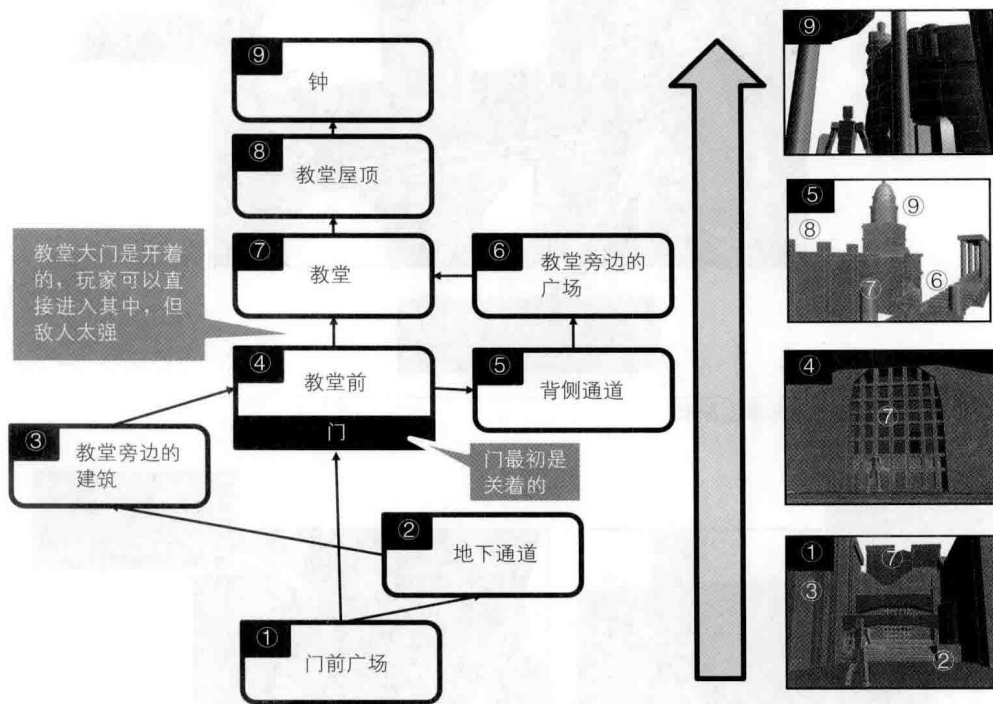 ⑨
钟
⑧
教堂屋顶
教堂大门是开着
的，玩家可以直
接进入其中，但
敌人太强
⑦
教堂
⑥
教堂旁边的
广场
④
教堂前
门
⑤
背侧通道
③
教堂旁边的
建筑
门最初是
关着的
②
地下通道
①
门前广场
⑨
⑤
⑧
⑨
⑦
⑥
④
⑦
①
⑦
③
②